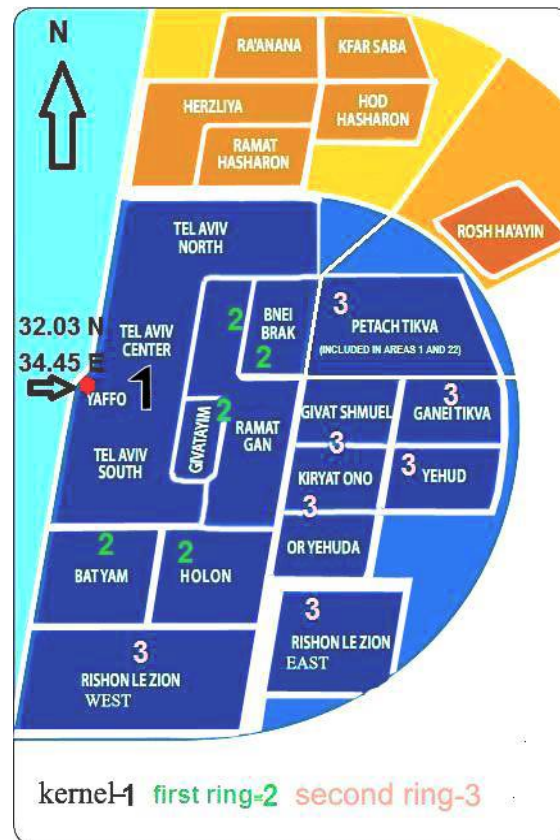 N
RA'ANANA
KFAR SABA
HERZLIYA
HOD
HASHARON
RAMAT
HASHARON
ROSH HA'AYIN
TEL AVIV
NORTH
32.03 N
34.45 E
TEL AVIV
CENTER
1
YAFFO
2
BNEI
BRAK
2
3
PETACH TIKVA
(INCLUDED IN AREAS 1 AND 22)
2
GIVATAYIM
RAMAT
GAN
GIVAT SHMUEL
3
GANEI TIKVA
TEL AVIV
SOUTH
3
KIRYAT ONO
3
YEHUD
3
OR YEHUDA
2
BAT YAM
2
HOLON
3
RISHON LE ZION
EAST
3
RISHON LE ZION
WEST
kernel-1 first ring=2 second ring-3